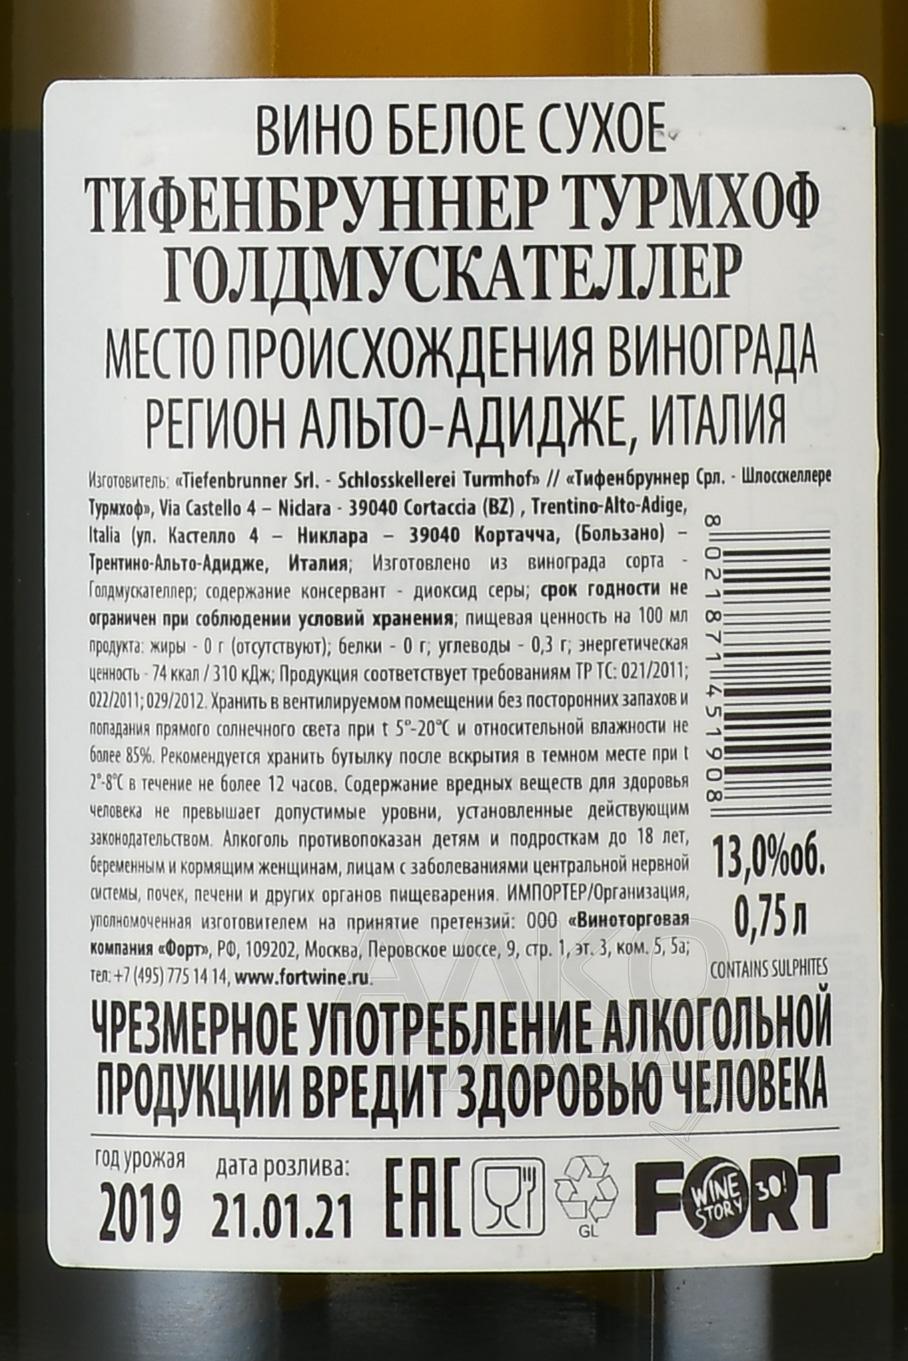 ВИНО БЕЛОЕ СУХОЕ
ТИФЕНБРУННЕР ТУРМХОФ
ГОЛДМУСКАТЕЛЛЕР
МЕСТО ПРОИСХОЖДЕНИЯ ВИНОГРАДА
РЕГИОН АЛЬТО-АДИДЖЕ, ИТАЛИЯ
Изготовитель: «Tiefenbrunner Srl. - Schlosskellerei Turmhof» // «Тифенбруннер Срл. - Шлосскеллере
Турмхоф», Via Castello 4 – Niclara - 39040 Cortaccia (BZ) , Trentino-Alto-Adige,
Italia (ул. Кастелло 4 – Никлара – 39040 Кортачча, (Бользано) –
Трентино-Альто-Адидже, Италия; Изготовлено из винограда сорта -
Голдмускателлер; содержание консервант - диоксид серы; срок годности не
ограничен при соблюдении условий хранения; пищевая ценность на 100 мл
продукта: жиры - 0 г (отсутствуют); белки - 0 г; углеводы - 0,3 г; энергетическая
ценность - 74 ккал / 310 кДж; Продукция соответствует требованиям ТР ТС: 021/2011;
022/2011; 029/2012. Хранить в вентилируемом помещении без посторонних запахов и
попадания прямого солнечного света при t 5°-20°C и относительной влажности не
более 85%. Рекомендуется хранить бутылку после вскрытия в темном месте при t
2°-8°C в течение не более 12 часов. Содержание вредных веществ для здоровья
человека не превышает допустимые уровни, установленные действующим
законодательством. Алкоголь противопоказан детям и подросткам до 18 лет,
беременным и кормящим женщинам, лицам с заболеваниями центральной нервной
системы, почек, печени и других органов пищеварения. ИМПОРТЕР/Организация,
уполномоченная изготовителем на принятие претензий: ООО «Виноторговая
компания «Форт», РФ, 109202, Москва, Перовское шоссе, 9, стр. 1, эт. 3, ком. 5, 5а;
тел: +7 (495) 775 14 14, www.fortwine.ru.
8 021871 451908
13,0%об.
0,75 л
CONTAINS SULPHITES
ЧРЕЗМЕРНОЕ УПОТРЕБЛЕНИЕ АЛКОГОЛЬНОЙ
ПРОДУКЦИИ ВРЕДИТ ЗДОРОВЬЮ ЧЕЛОВЕКА
год урожая
2019
дата розлива:
21.01.21
EAC
GL
FORT
WINE
STORY
30!
АЛКО